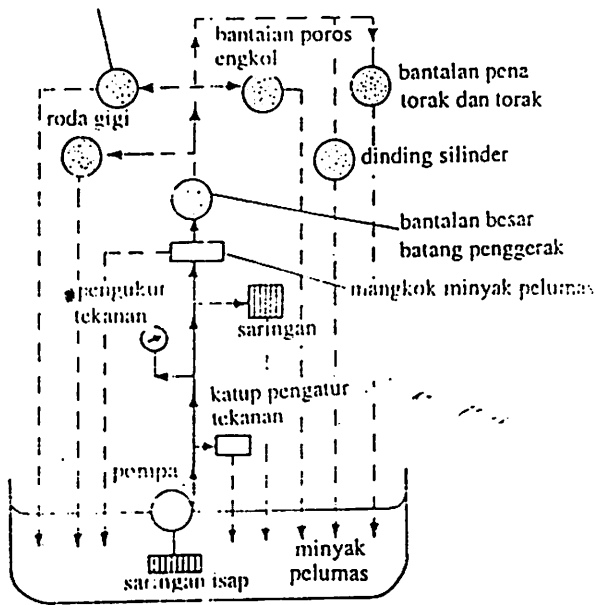 bantaian poros
engkol
bantalan pena
torak dan torak
roda gigi
dinding silinder
bantalan besar
batang penggerak
mangkok minyak pelumas
pengukur
tekanan
saringan
katup pengatur
tekanan
pompa
minyak
pelumas
saringan isap